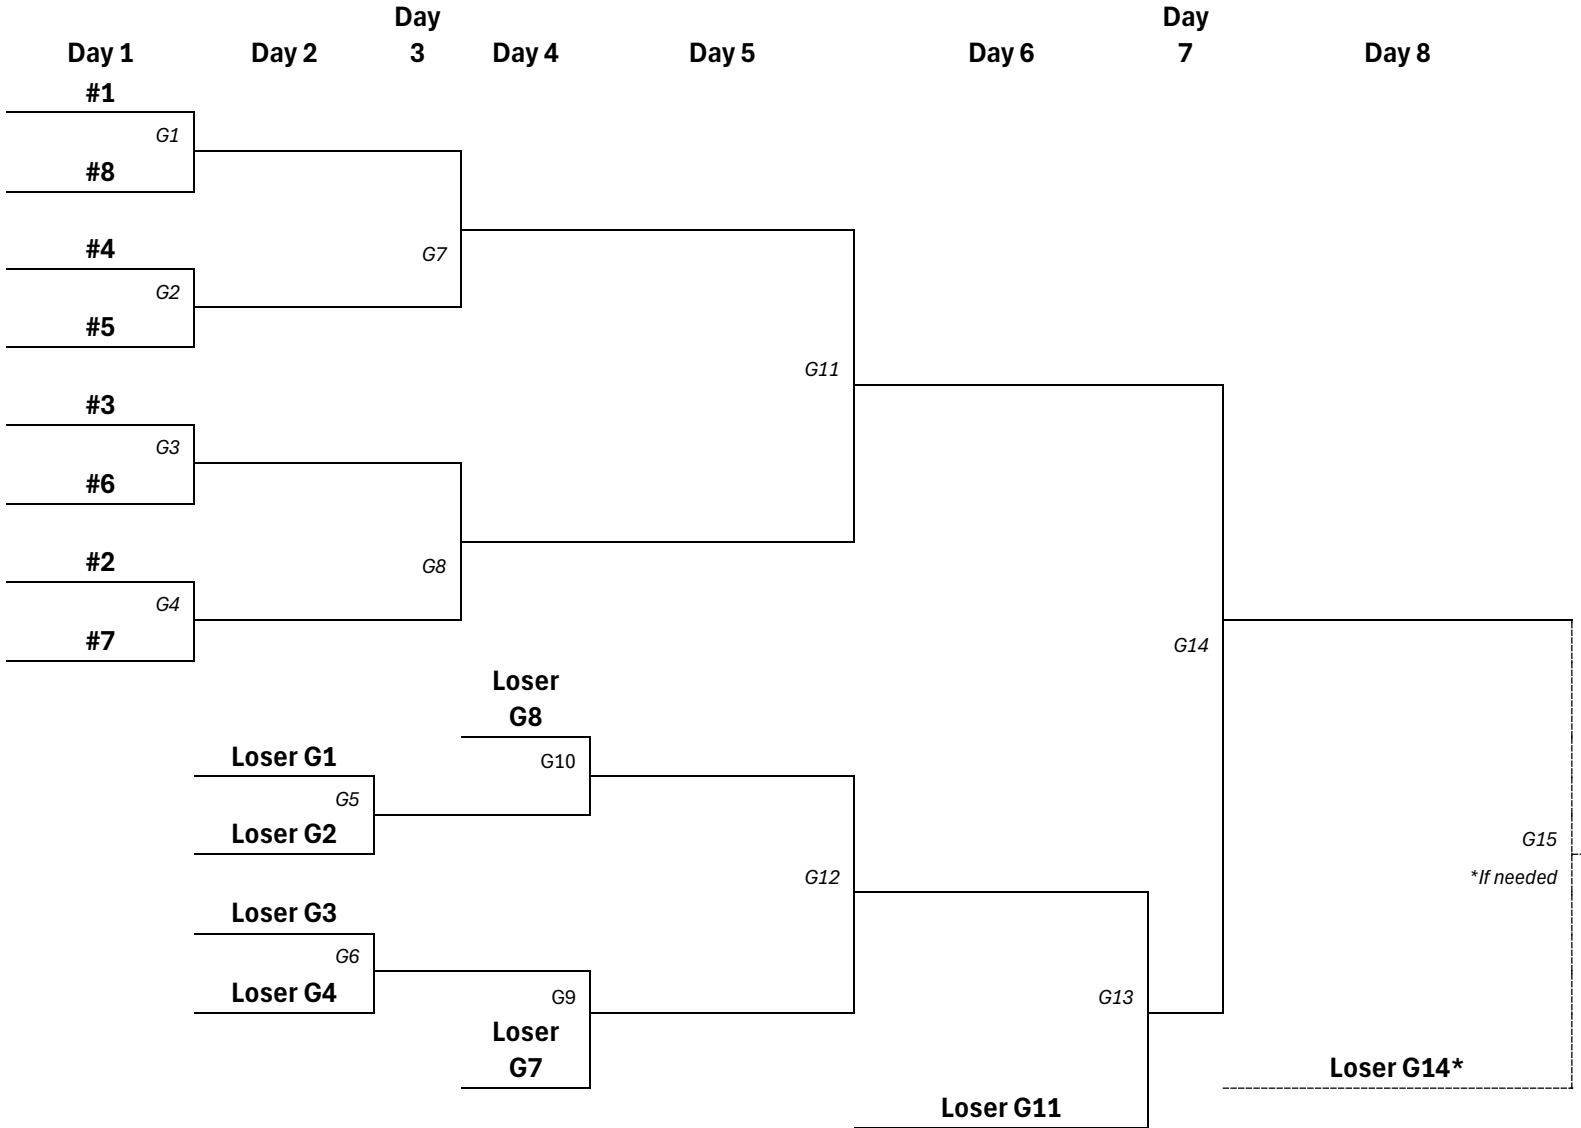 Day 1
Day 2
Day
3
Day 4
Day 5
Day 6
Day
7
Day 8
#1
G1
#8
#4
G2
#5
G7
#3
G3
#6
G11
#2
G4
#7
G8
G14
Loser
G8
G10
Loser G1
G5
Loser G2
G12
Loser G3
G6
Loser G4
G9
Loser
G7
G13
Loser G11
G15
*If needed
Loser G14*